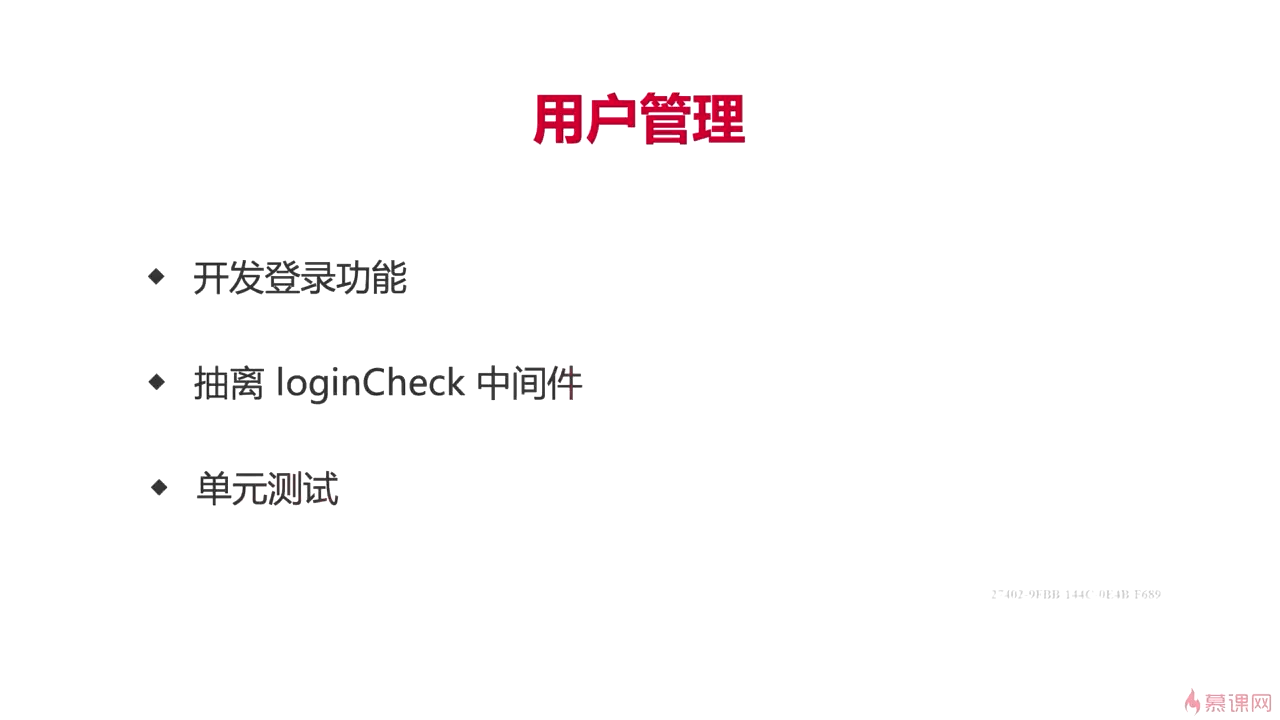 用户管理
◆ 开发登录功能
◆ 抽离 loginCheck 中间件
◆ 单元测试
慕课网